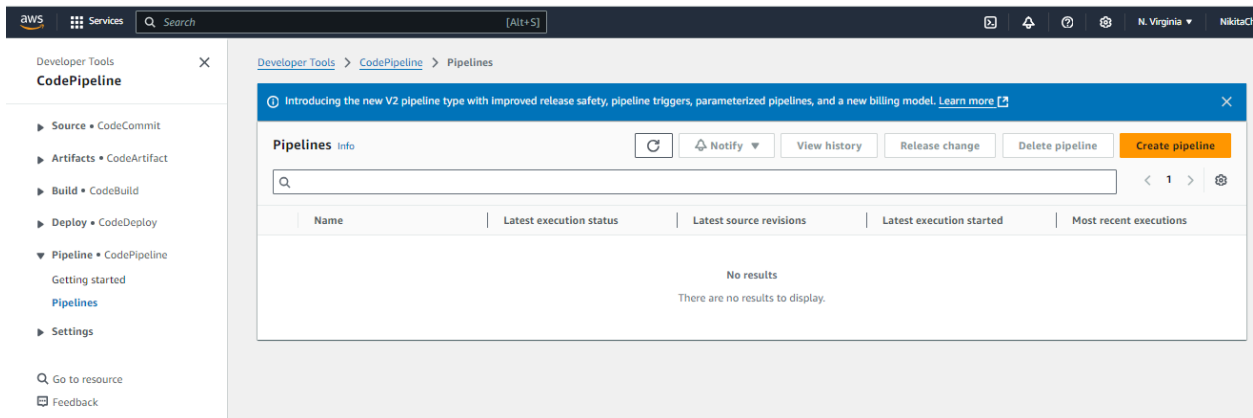 aws Services Search [Alt+S] N. Virginia ▼ NikitaCh
Developer Tools
CodePipeline
Source • CodeCommit
Artifacts • CodeArtifact
Build • CodeBuild
Deploy • CodeDeploy
Pipeline • CodePipeline
Getting started
Pipelines
Settings
Go to resource
Feedback
Developer Tools > CodePipeline > Pipelines
Introducing the new V2 pipeline type with improved release safety, pipeline triggers, parameterized pipelines, and a new billing model. Learn more
Pipelines Info Notify ▼ View history Release change Delete pipeline Create pipeline
< 1 >
Name Latest execution status Latest source revisions Latest execution started Most recent executions
No results
There are no results to display.